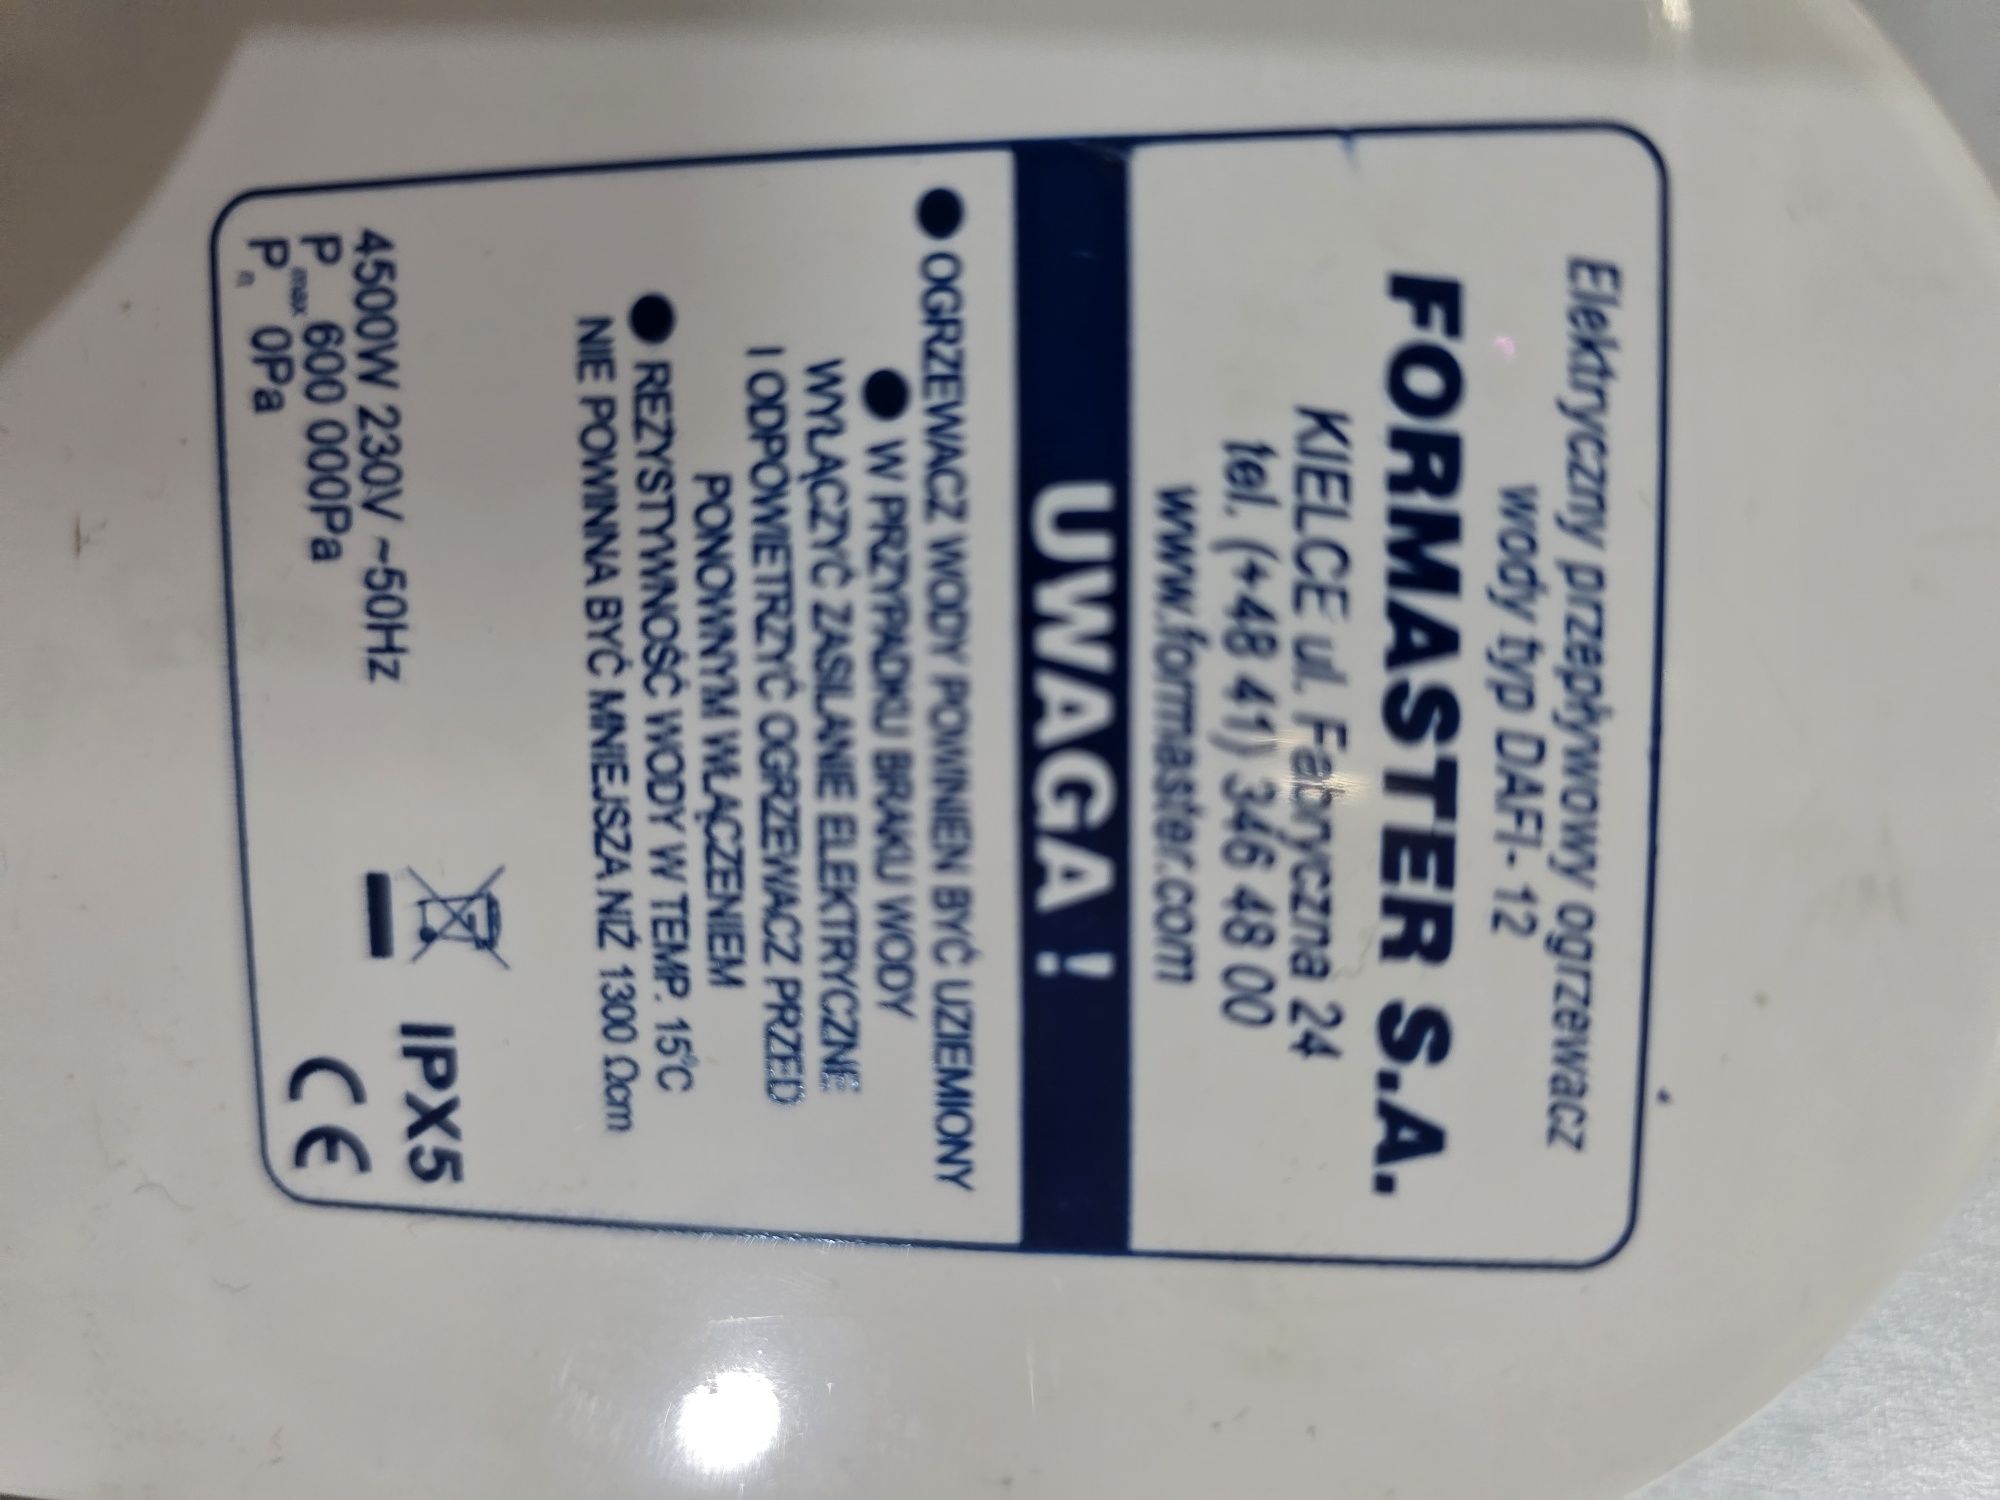 Elektryczny przepływowy ogrzewacz
wody typ DAFI- 12
FORMASTER S.A.
KIELCE ul. Fabryczna 24
tel. (+48 41) 346 48 00
www.formaster.com
UWAGA !
● OGRZEWACZ WODY POWINIEN BYĆ UZIEMIONY
● W PRZYPADKU BRAKU WODY
WYŁĄCZYĆ ZASILANIE ELEKTRYCZNE
I ODPOWIETRZYĆ OGRZEWACZ PRZED
PONOWNYM WŁĄCZENIEM
● REZYSTYWNOŚĆ WODY W TEMP. 15°C
NIE POWINNA BYĆ MNIEJSZA NIŻ 1300 Ωcm
4500W 230V ~50Hz
Pmax 600 000Pa
Pn 0Pa
IPX5
CE